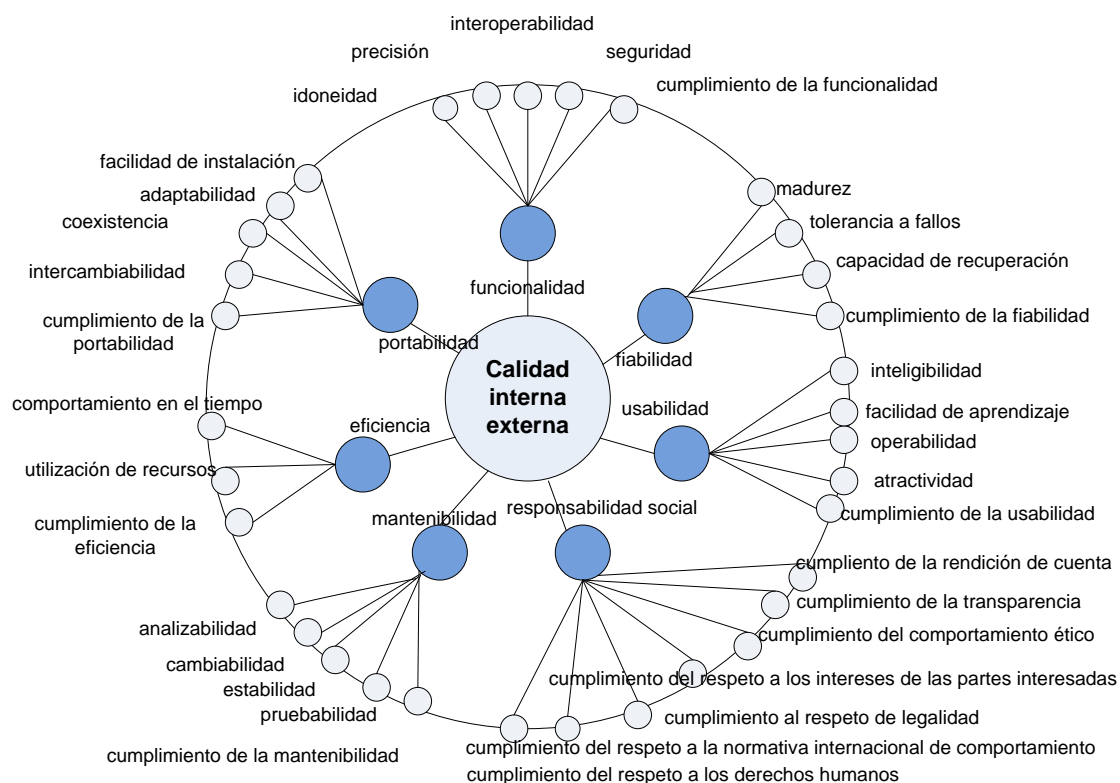 interoperabilidad
precisión
seguridad
idoneidad
cumplimiento de la funcionalidad
facilidad de instalación
adaptabilidad
coexistencia
intercambiabilidad
cumplimiento de la
portabilidad
madurez
tolerancia a fallos
capacidad de recuperación
cumplimiento de la fiabilidad
funcionalidad
portabilidad
fiabilidad
Calidad
interna
externa
inteligibilidad
facilidad de aprendizaje
operabilidad
atractividad
cumplimiento de la usabilidad
usabilidad
comportamiento en el tiempo
eficiencia
utilización de recursos
cumplimiento de la
eficiencia
mantenibilidad
responsabilidad social
cumpliento de la rendición de cuenta
cumplimiento de la transparencia
cumplimiento del comportamiento ético
cumplimiento del respeto a los intereses de las partes interesadas
cumplimiento al respeto de legalidad
cumplimiento del respeto a la normativa internacional de comportamiento
cumplimiento del respeto a los derechos humanos
analizabilidad
cambiabilidad
estabilidad
pruebabilidad
cumplimiento de la mantenibilidad